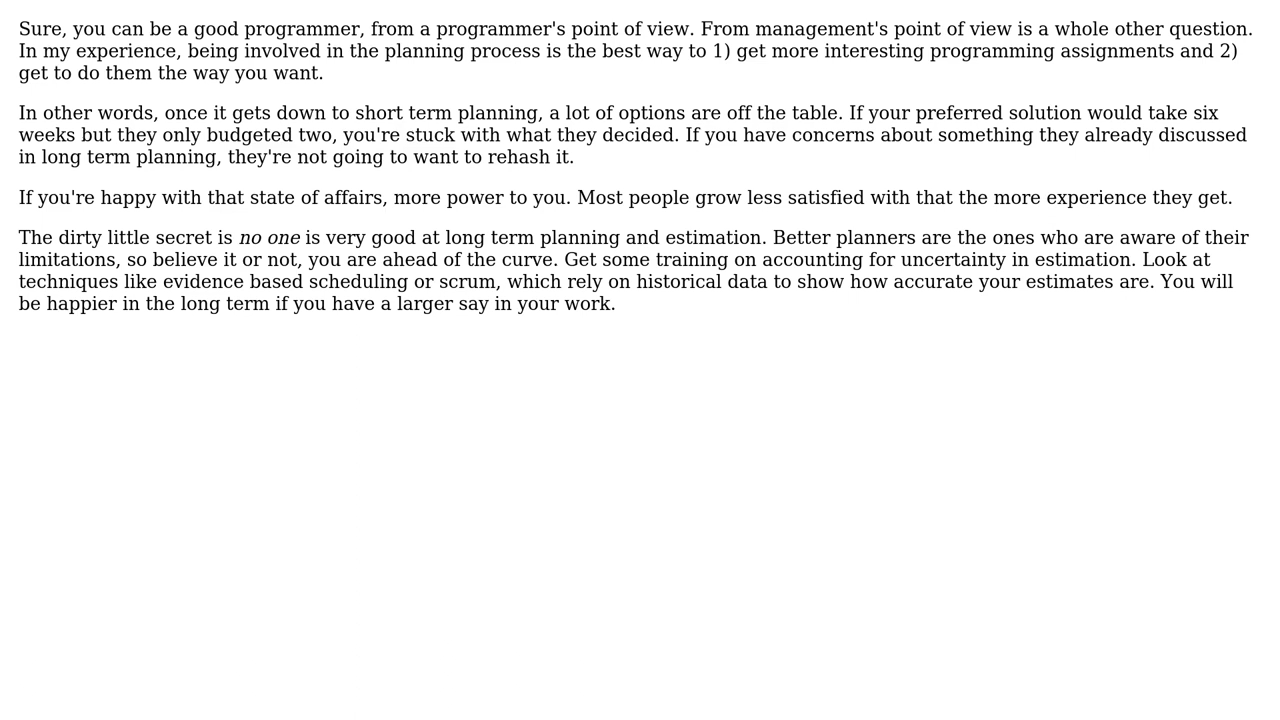 Sure, you can be a good programmer, from a programmer's point of view. From management's point of view is a whole other question.
In my experience, being involved in the planning process is the best way to 1) get more interesting programming assignments and 2)
get to do them the way you want.
In other words, once it gets down to short term planning, a lot of options are off the table. If your preferred solution would take six
weeks but they only budgeted two, you're stuck with what they decided. If you have concerns about something they already discussed
in long term planning, they're not going to want to rehash it.
If you're happy with that state of affairs, more power to you. Most people grow less satisfied with that the more experience they get.
The dirty little secret is no one is very good at long term planning and estimation. Better planners are the ones who are aware of their
limitations, so believe it or not, you are ahead of the curve. Get some training on accounting for uncertainty in estimation. Look at
techniques like evidence based scheduling or scrum, which rely on historical data to show how accurate your estimates are. You will
be happier in the long term if you have a larger say in your work.